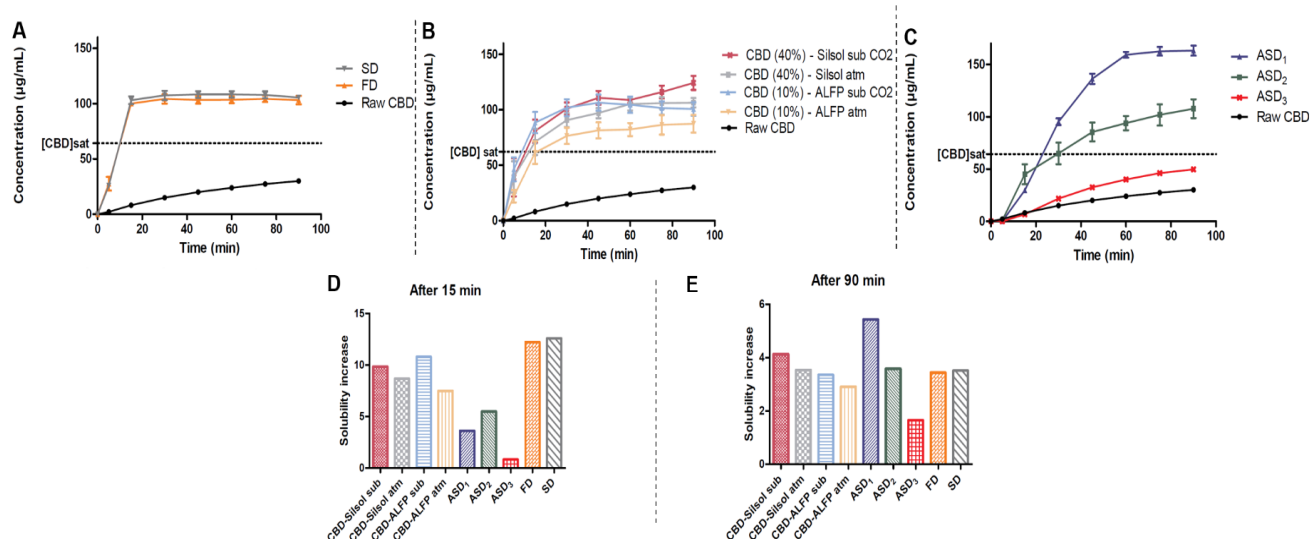 A
Concentration (µg/mL)
150
100
[CBD]sat
50
0
0 20 40 60 80 100
Time (min)
SD
FD
Raw CBD
B
Concentration (µg/mL)
150
100
[CBD] sat
50
0
0 20 40 60 80 100
Time (min)
CBD (40%) - Silsol sub CO2
CBD (40%) - Silsol atm
CBD (10%) - ALFP sub CO2
CBD (10%) - ALFP atm
Raw CBD
C
Concentration (µg/mL)
150
100
[CBD]sat
50
0
0 20 40 60 80 100
Time (min)
ASD₁
ASD₂
ASD₃
Raw CBD
D
After 15 min
Solubility increase
15
10
5
0
CBD-Silsol sub
CBD-Silsol atm
CBD-ALFP sub
CBD-ALFP atm
ASD₁
ASD₂
ASD₃
FD
SD
E
After 90 min
Solubility increase
6
4
2
0
CBD-Silsol sub
CBD-Silsol atm
CBD-ALFP sub
CBD-ALFP atm
ASD₁
ASD₂
ASD₃
FD
SD